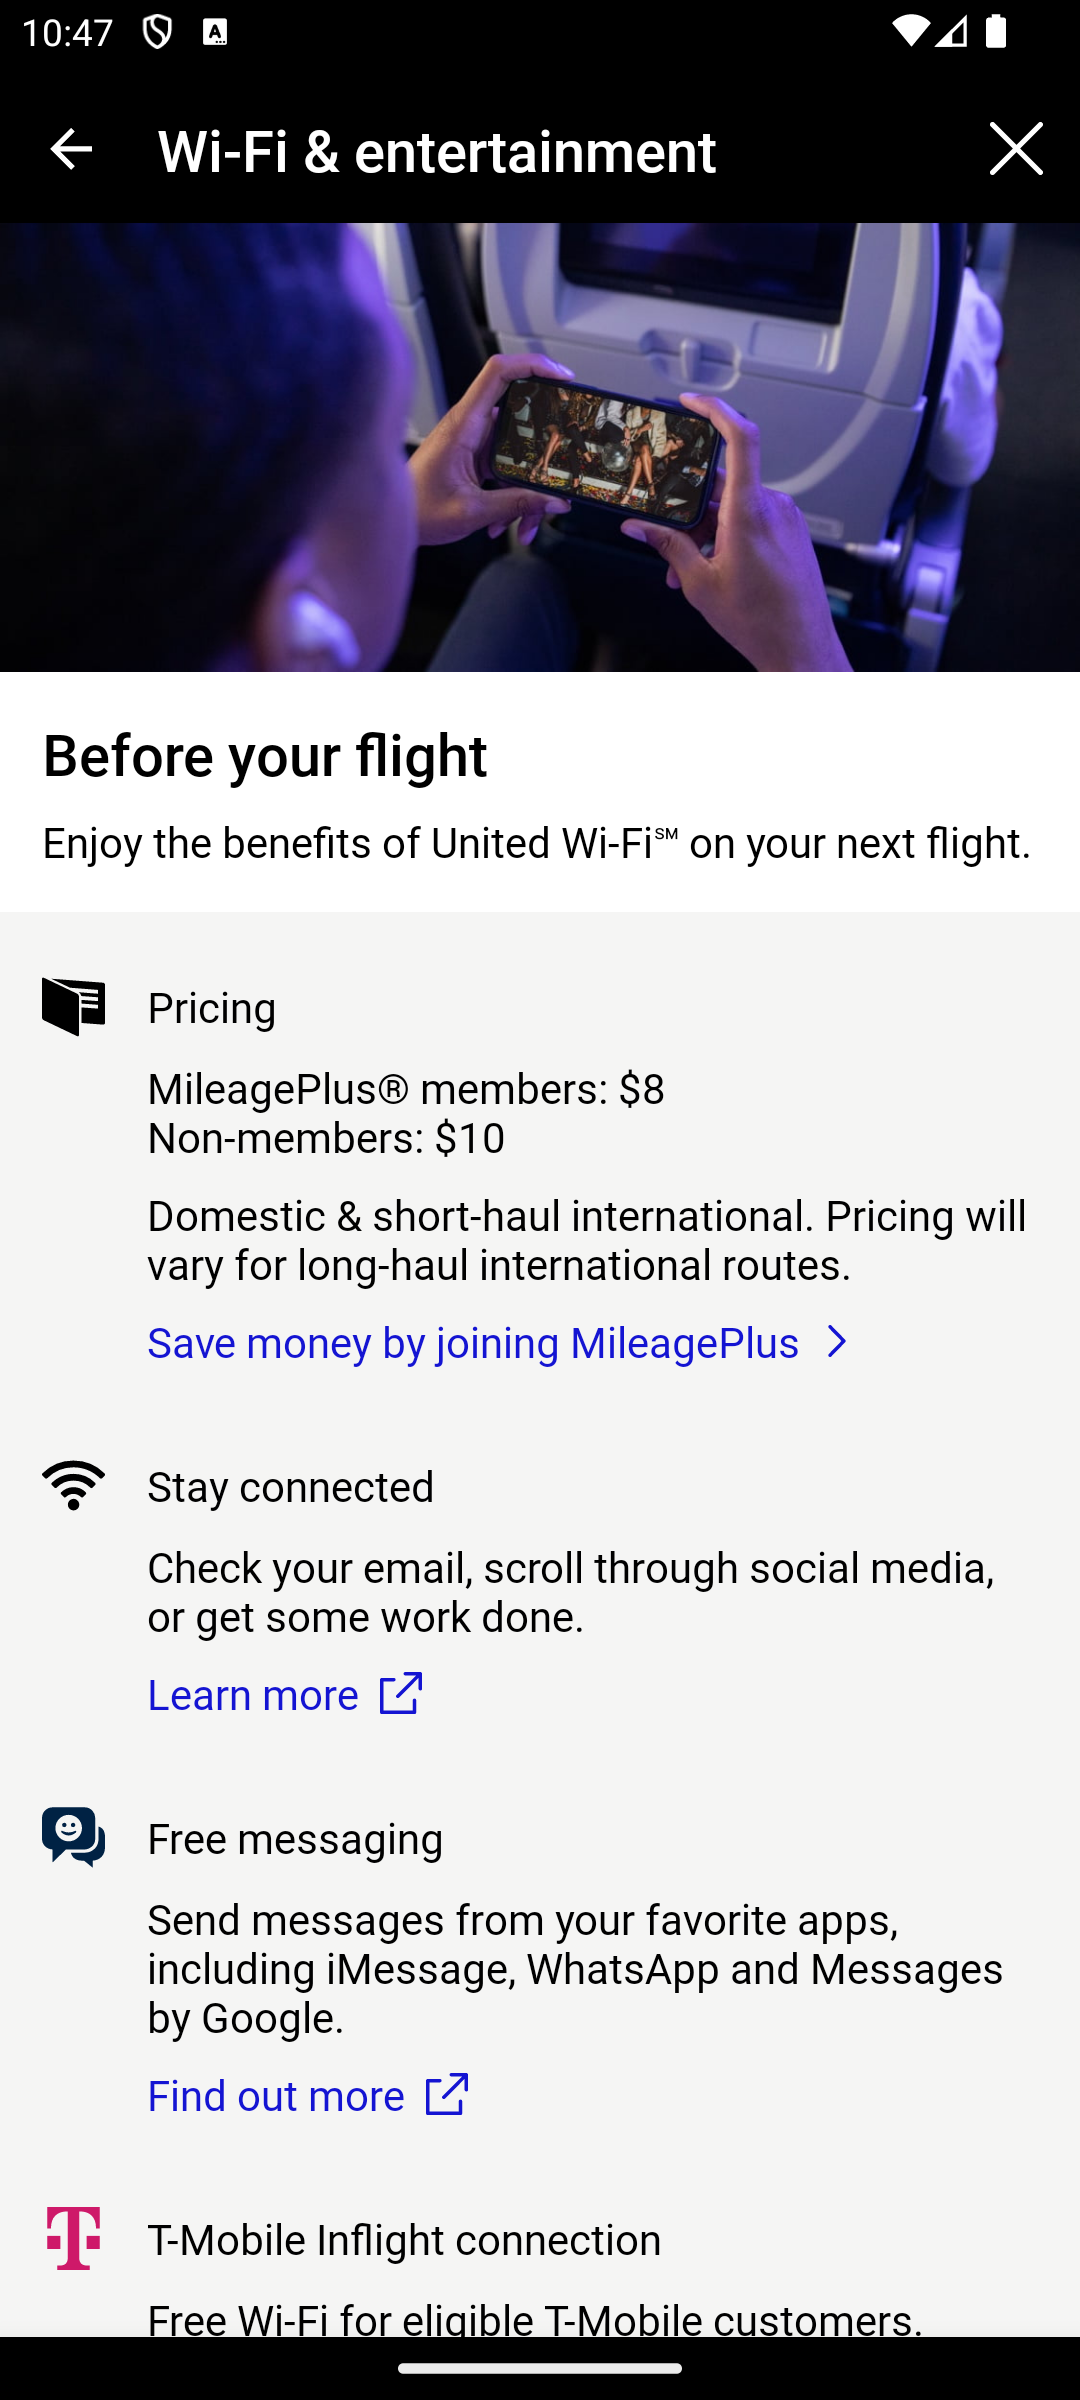 10:47
Wi-Fi & entertainment
Before your flight
Enjoy the benefits of United Wi-Fi℠ on your next flight.
Pricing
MileagePlus® members: $8
Non-members: $10
Domestic & short-haul international. Pricing will
vary for long-haul international routes.
Save money by joining MileagePlus
Stay connected
Check your email, scroll through social media,
or get some work done.
Learn more
Free messaging
Send messages from your favorite apps,
including iMessage, WhatsApp and Messages
by Google.
Find out more
T-Mobile Inflight connection
Free Wi-Fi for eligible T-Mobile customers.